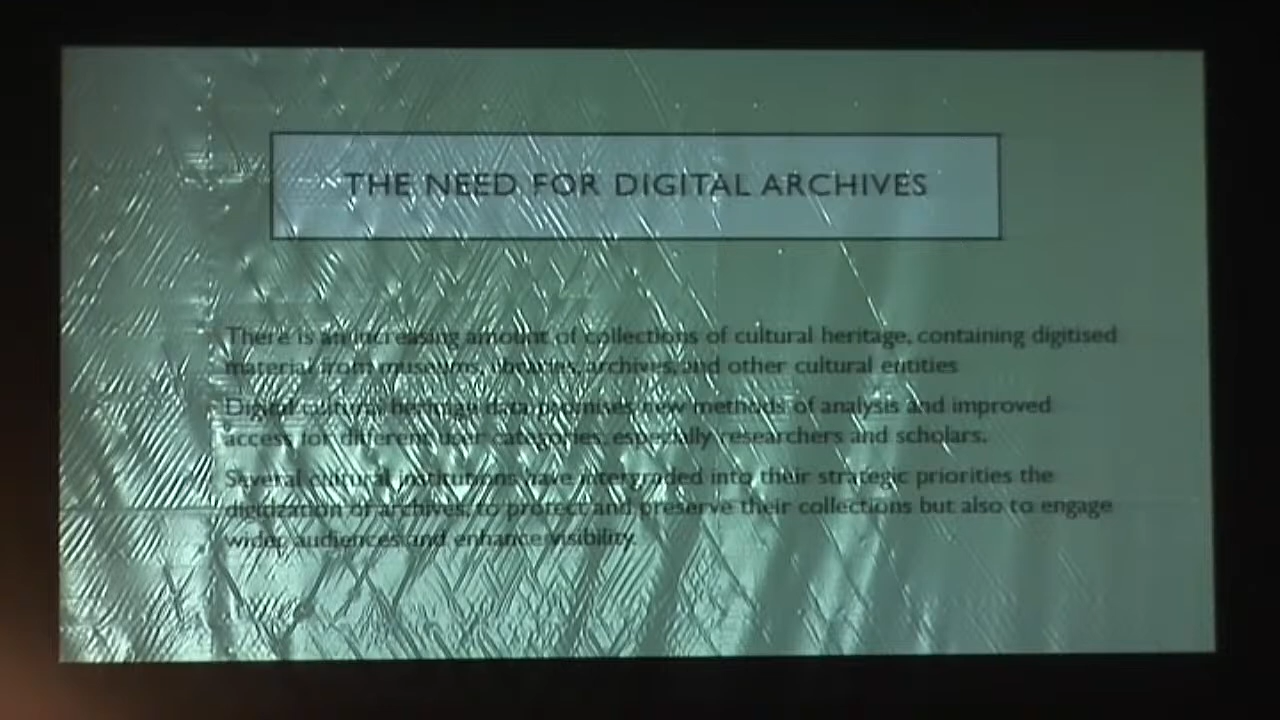 THE NEED FOR DIGITAL ARCHIVES
There is an increasing amount of collections of cultural heritage, containing digitised
material from museums, libraries, archives, and other cultural entities
Digital cultural heritage data promises new methods of analysis and improved
access for different user categories, especially researchers and scholars.
Several cultural institutions have intergraded into their strategic priorities the
digitization of archives, to protect and preserve their collections but also to engage
wider audiences and enhance visibility.